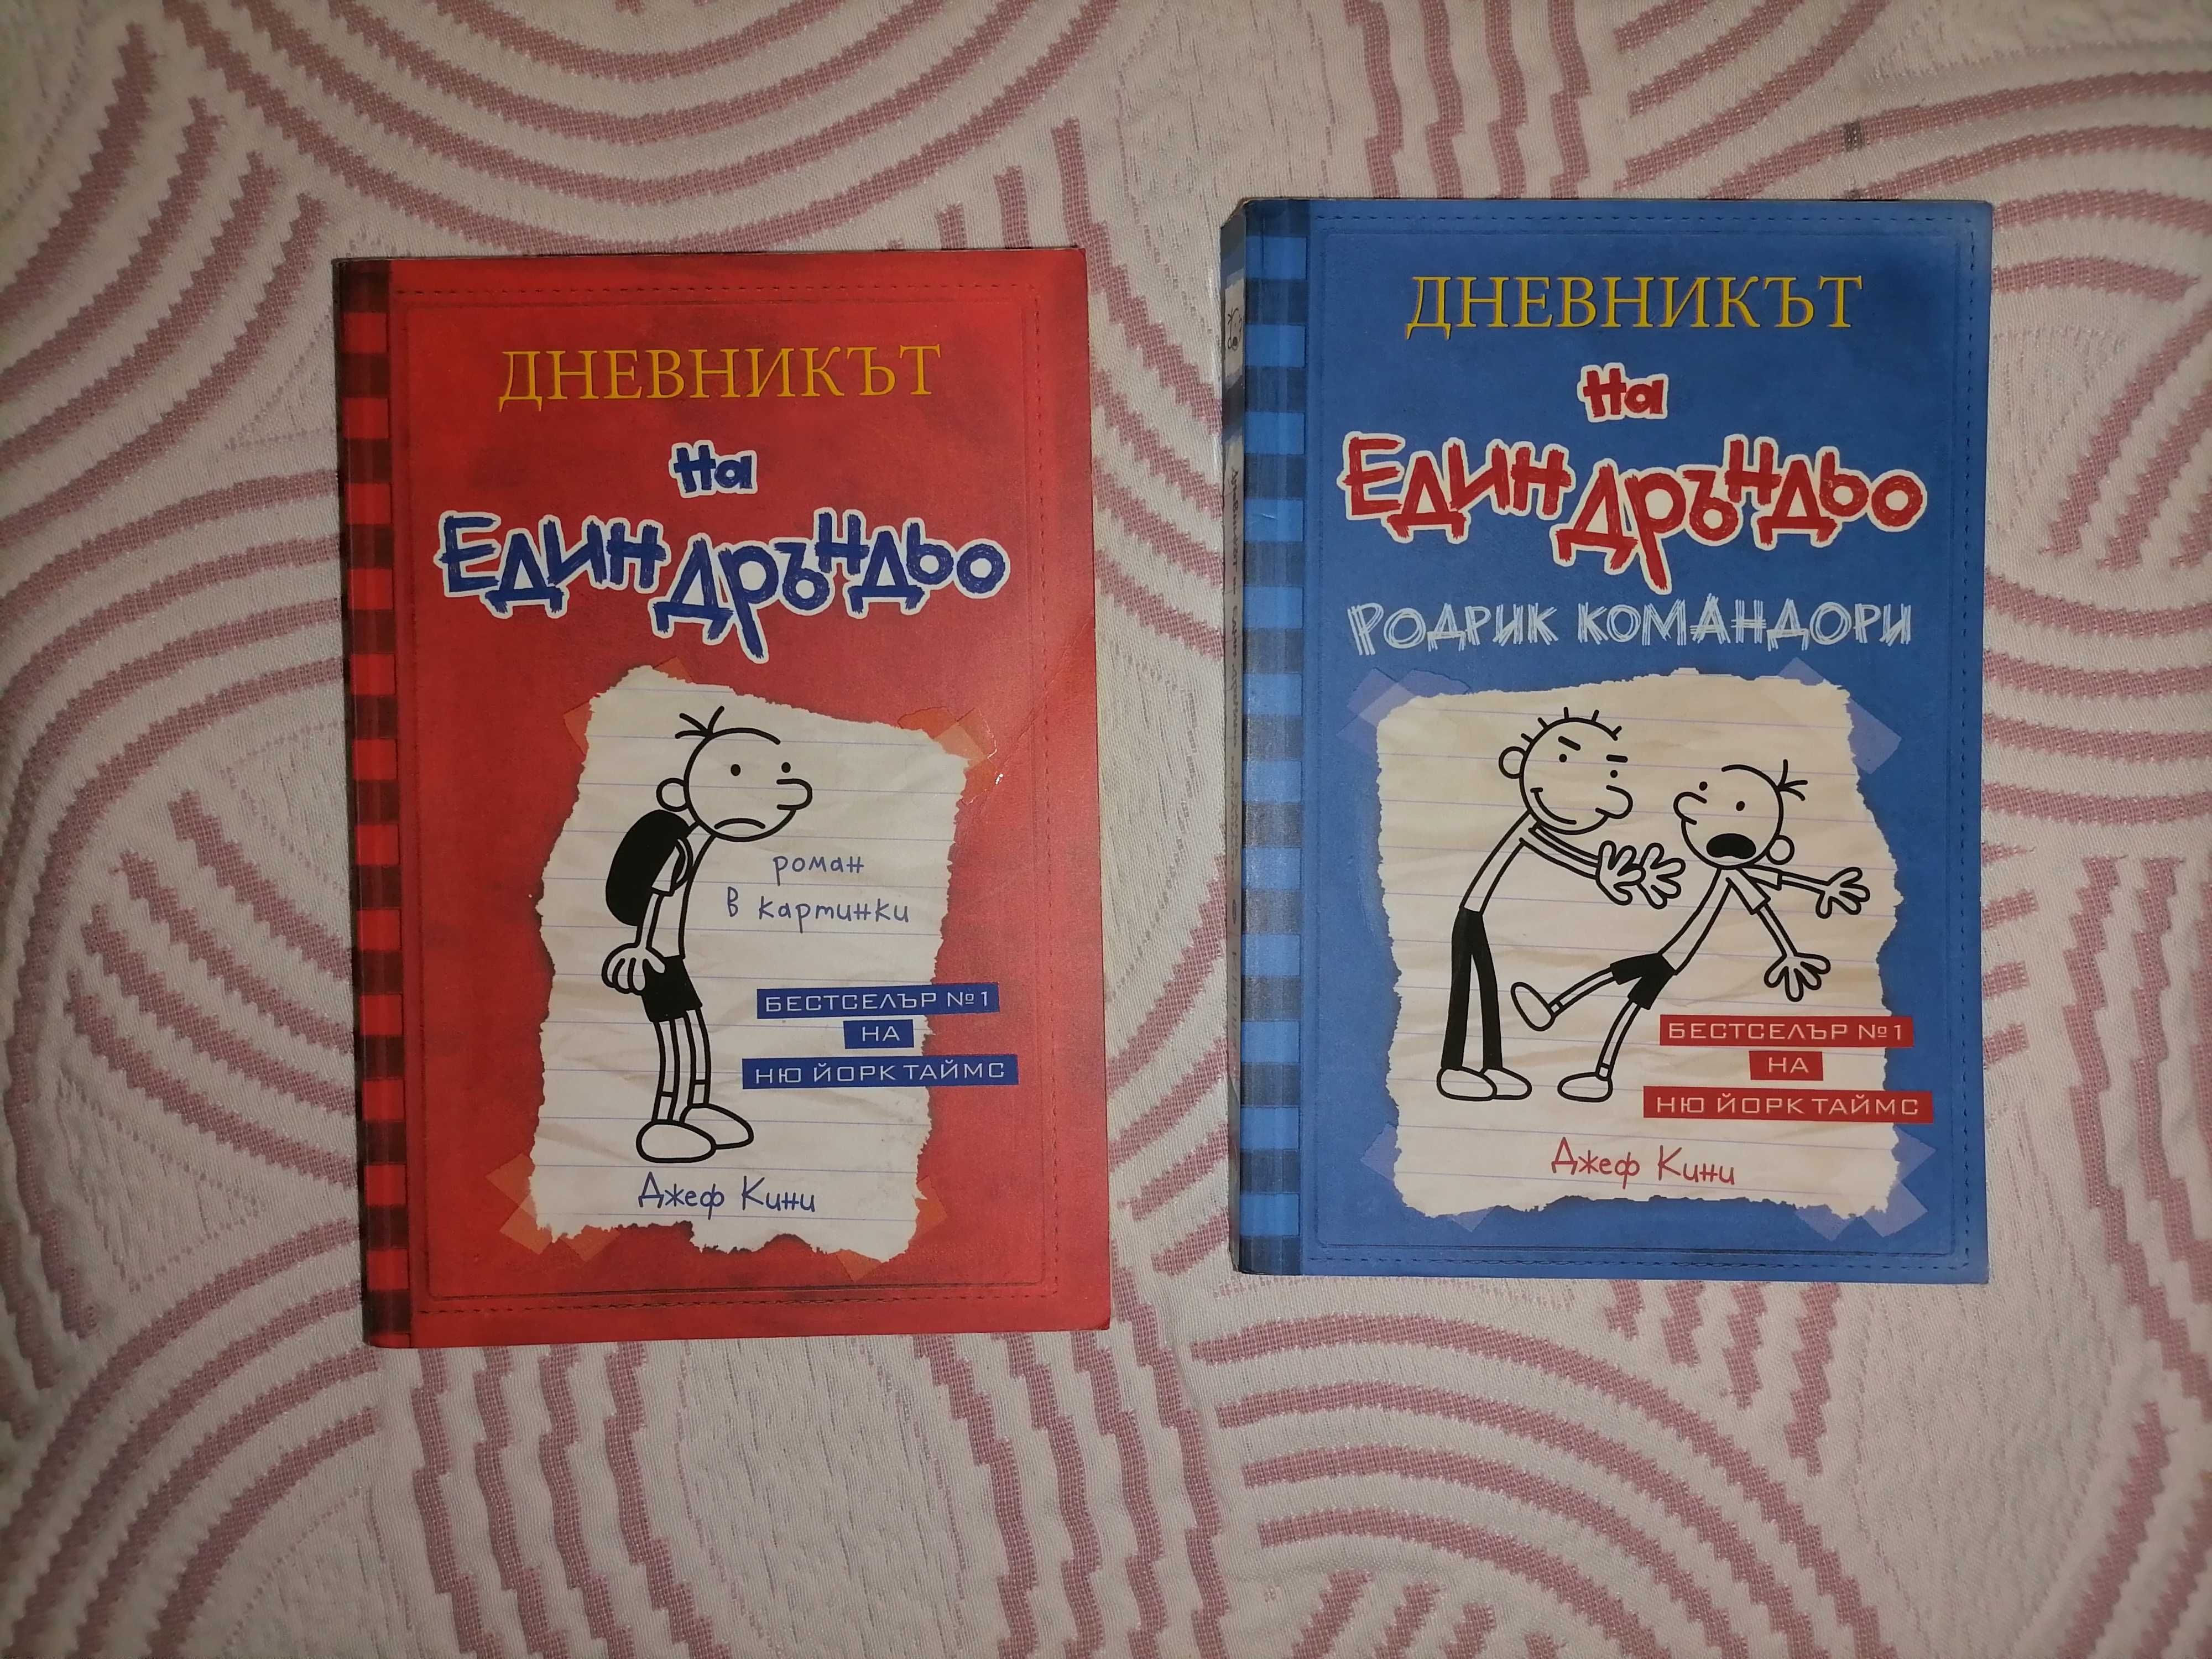 ДНЕВНИКЪТ
на
ЕДИН ДРЪНДЬО
роман
в картинки
БЕСТСЕЛЪР №1
НА
НЮ ЙОРК ТАЙМС
Джеф Кини
ДНЕВНИКЪТ
на
ЕДИН ДРЪНДЬО
РОДРИК КОМАНДОРИ
БЕСТСЕЛЪР №1
НА
НЮ ЙОРК ТАЙМС
Джеф Кини